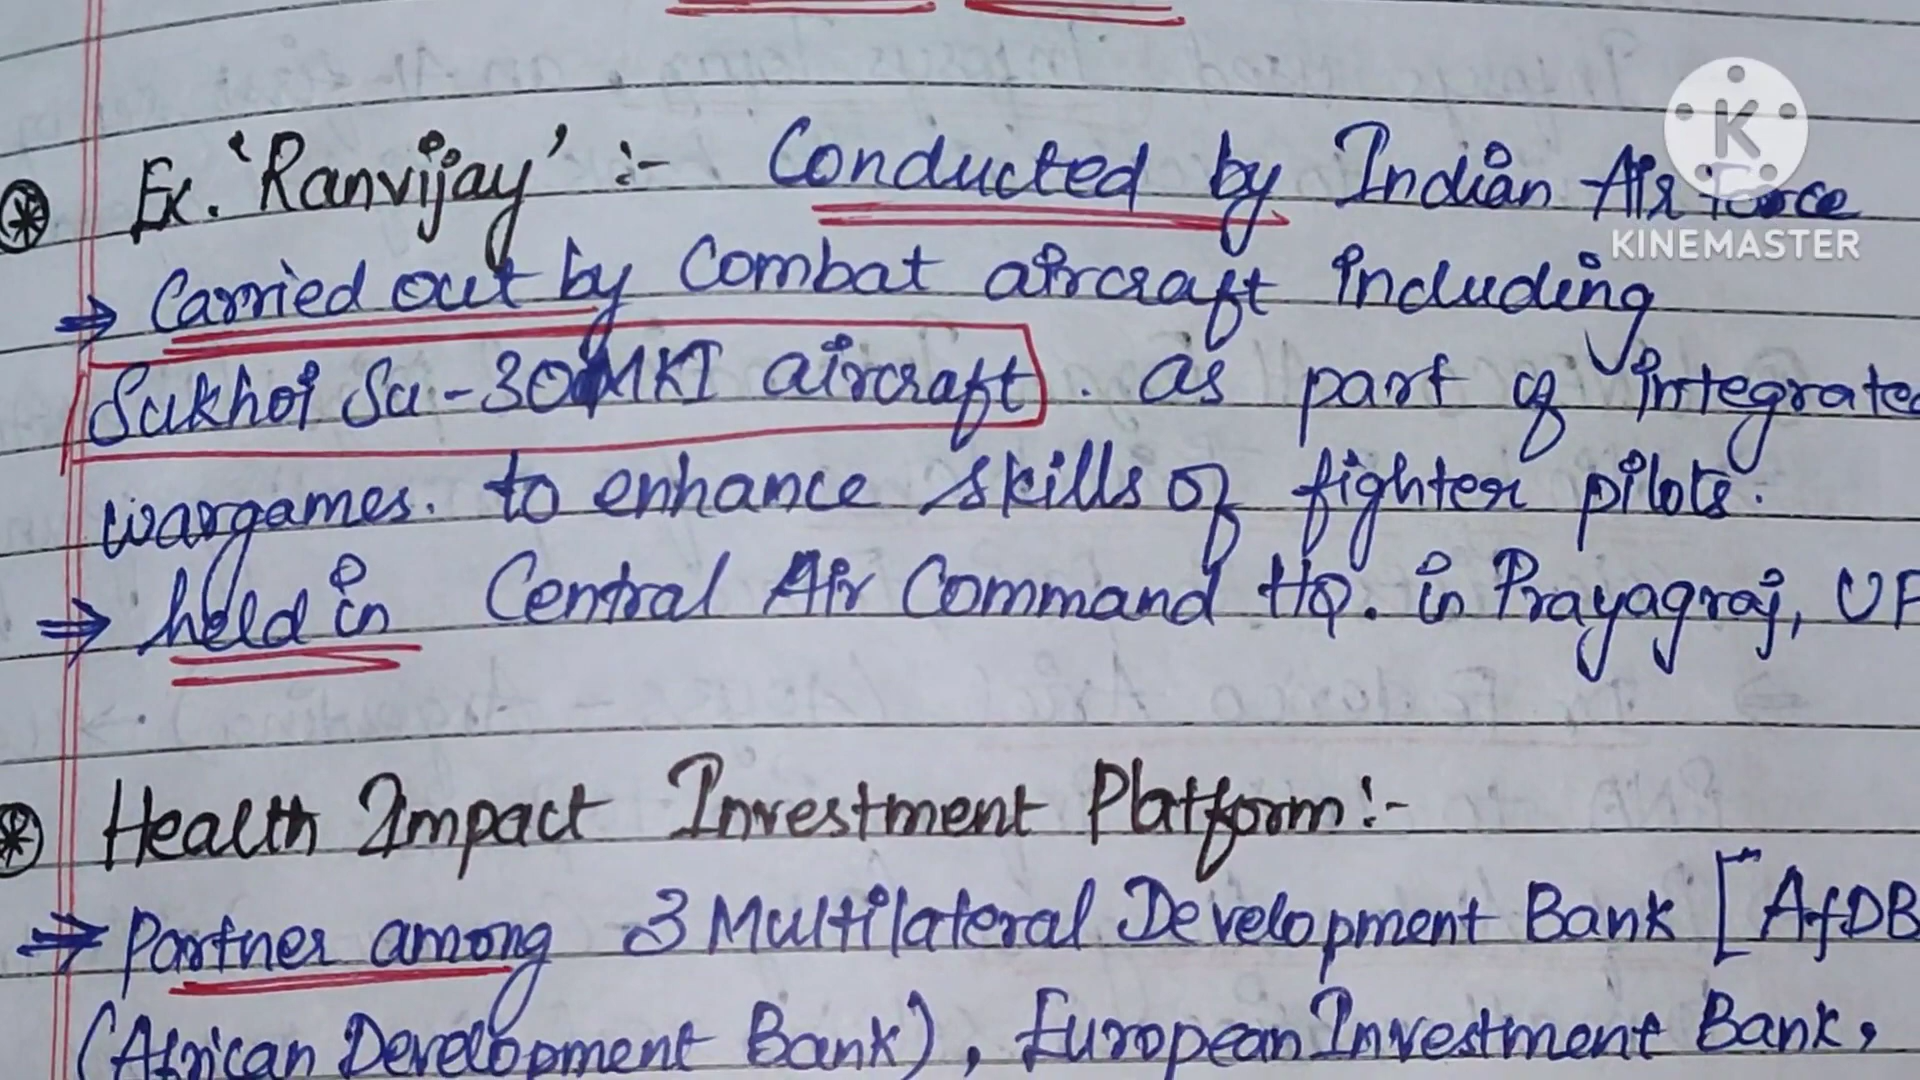 Ex. 'Ranvijay' :- Conducted by Indian Air Force
K
KINEMASTER
⇒ Carried out by Combat aircraft including
Sukhoi Su-30 MKI aircraft. as part of integrated
wargames. to enhance skills of fighter pilots.
⇒ held in Central Air Command HQ. in Prayagraj, UP
Health Impact Investment Platform:-
⇒ Partner among 3 Multilateral Development Bank [AfDB
(African Development Bank), European Investment Bank,